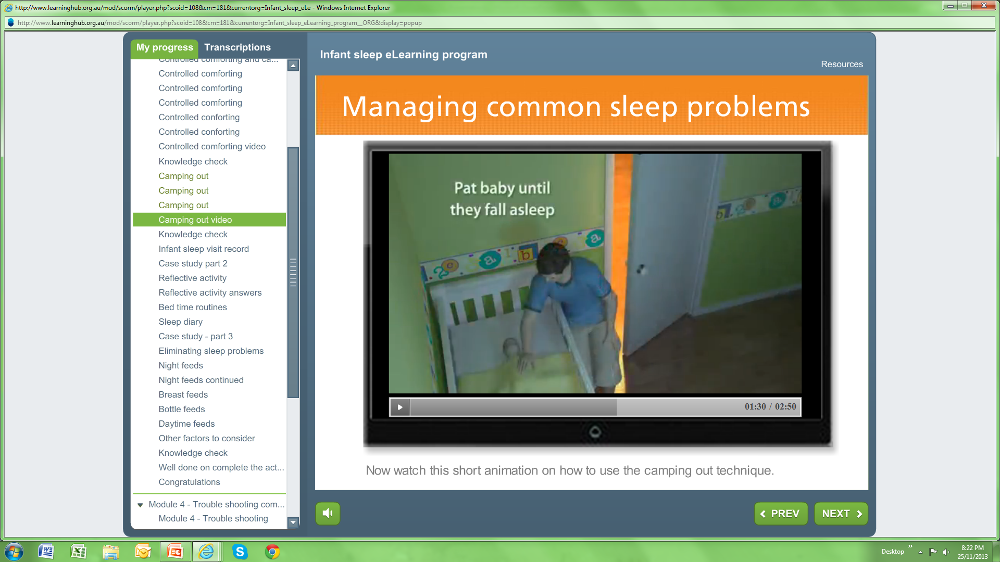 http://www.learninghub.org.au/mod/scorm/player.php?scoid=108&cm=181&currentorg=Infant_sleep_eLe - Windows Internet Explorer
http://www.learninghub.org.au/mod/scorm/player.php?scoid=108&cm=181&currentorg=Infant_sleep_eLearning_program__ORG&display=popup
My progress
Transcriptions
Controlled comforting and ca...
Controlled comforting
Controlled comforting
Controlled comforting
Controlled conforting
Controlled conforting
Controlled comforting video
Knowledge check
Camping out
Camping out
Camping out
Camping out video
Knowledge check
Infant sleep visit record
Case study part 2
Reflective activity
Reflective activity answers
Bed time routines
Sleep diary
Case study - part 3
Eliminating sleep problems
Night feeds
Night feeds continued
Breast feeds
Bottle feeds
Daytime feeds
Other factors to consider
Knowledge check
Well done on complete the act...
Congratulations
Module 4 - Trouble shooting com...
Module 4 - Trouble shooting
Infant sleep eLearning program
Resources
Managing common sleep problems
Pat baby until
they fall asleep
2 c a 1 b c a
b 2 c a
01:30 / 02:50
Now watch this short animation on how to use the camping out technique.
PREV
NEXT
Desktop
8:22 PM
25/11/2013